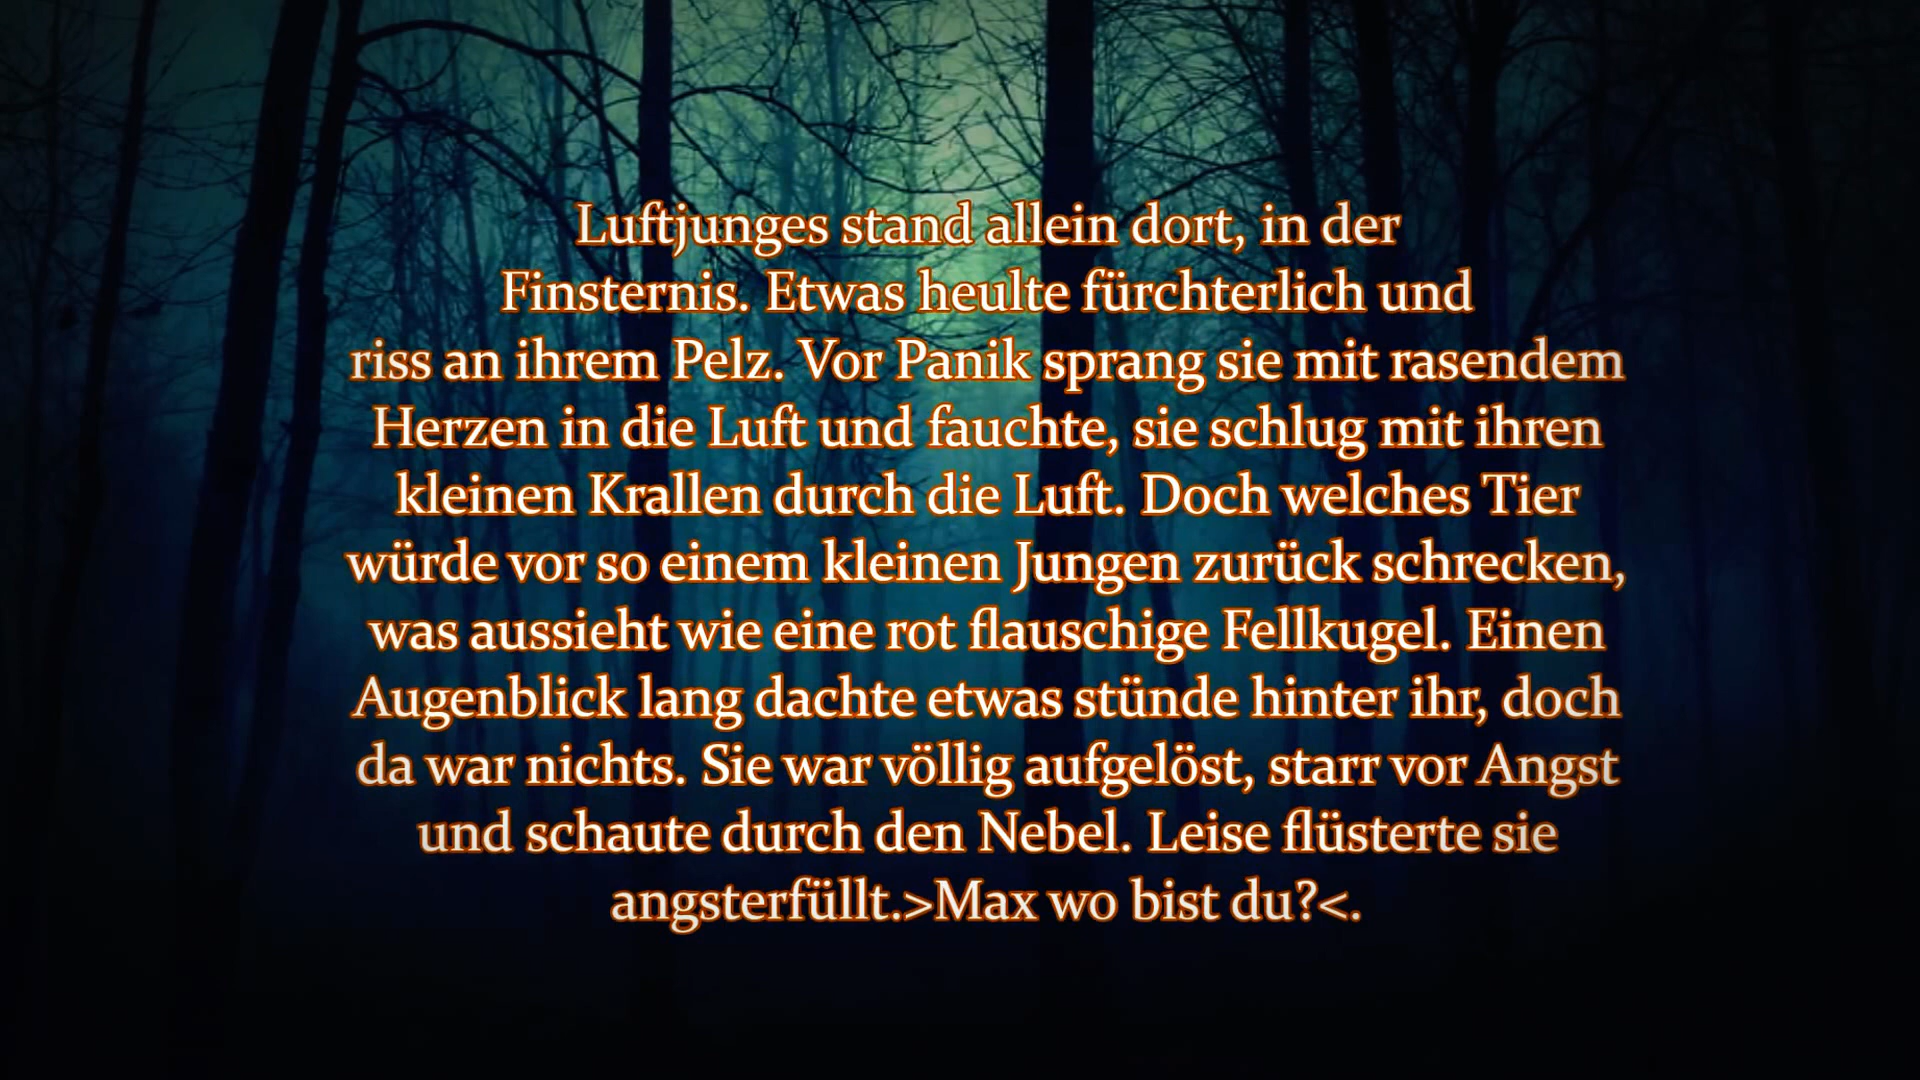 Luftjunges stand allein dort, in der
Finsternis. Etwas heulte fürchterlich und
riss an ihrem Pelz. Vor Panik sprang sie mit rasendem
Herzen in die Luft und fauchte, sie schlug mit ihren
kleinen Krallen durch die Luft. Doch welches Tier
würde vor so einem kleinen Jungen zurück schrecken,
was aussieht wie eine rot flauschige Fellkugel. Einen
Augenblick lang dachte etwas stünde hinter ihr, doch
da war nichts. Sie war völlig aufgelöst, starr vor Angst
und schaute durch den Nebel. Leise flüsterte sie
angsterfüllt.>Max wo bist du?<.